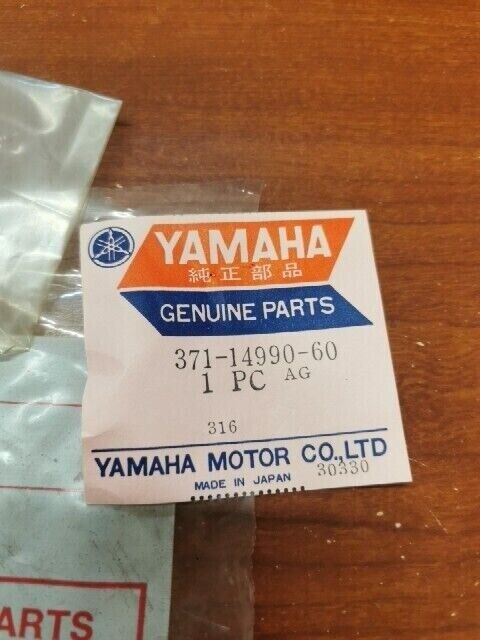 YAMAHA
純正部品
GENUINE PARTS
371-14990-60
1 PC AG
316
YAMAHA MOTOR CO.,LTD
30330
MADE IN JAPAN
ARTS